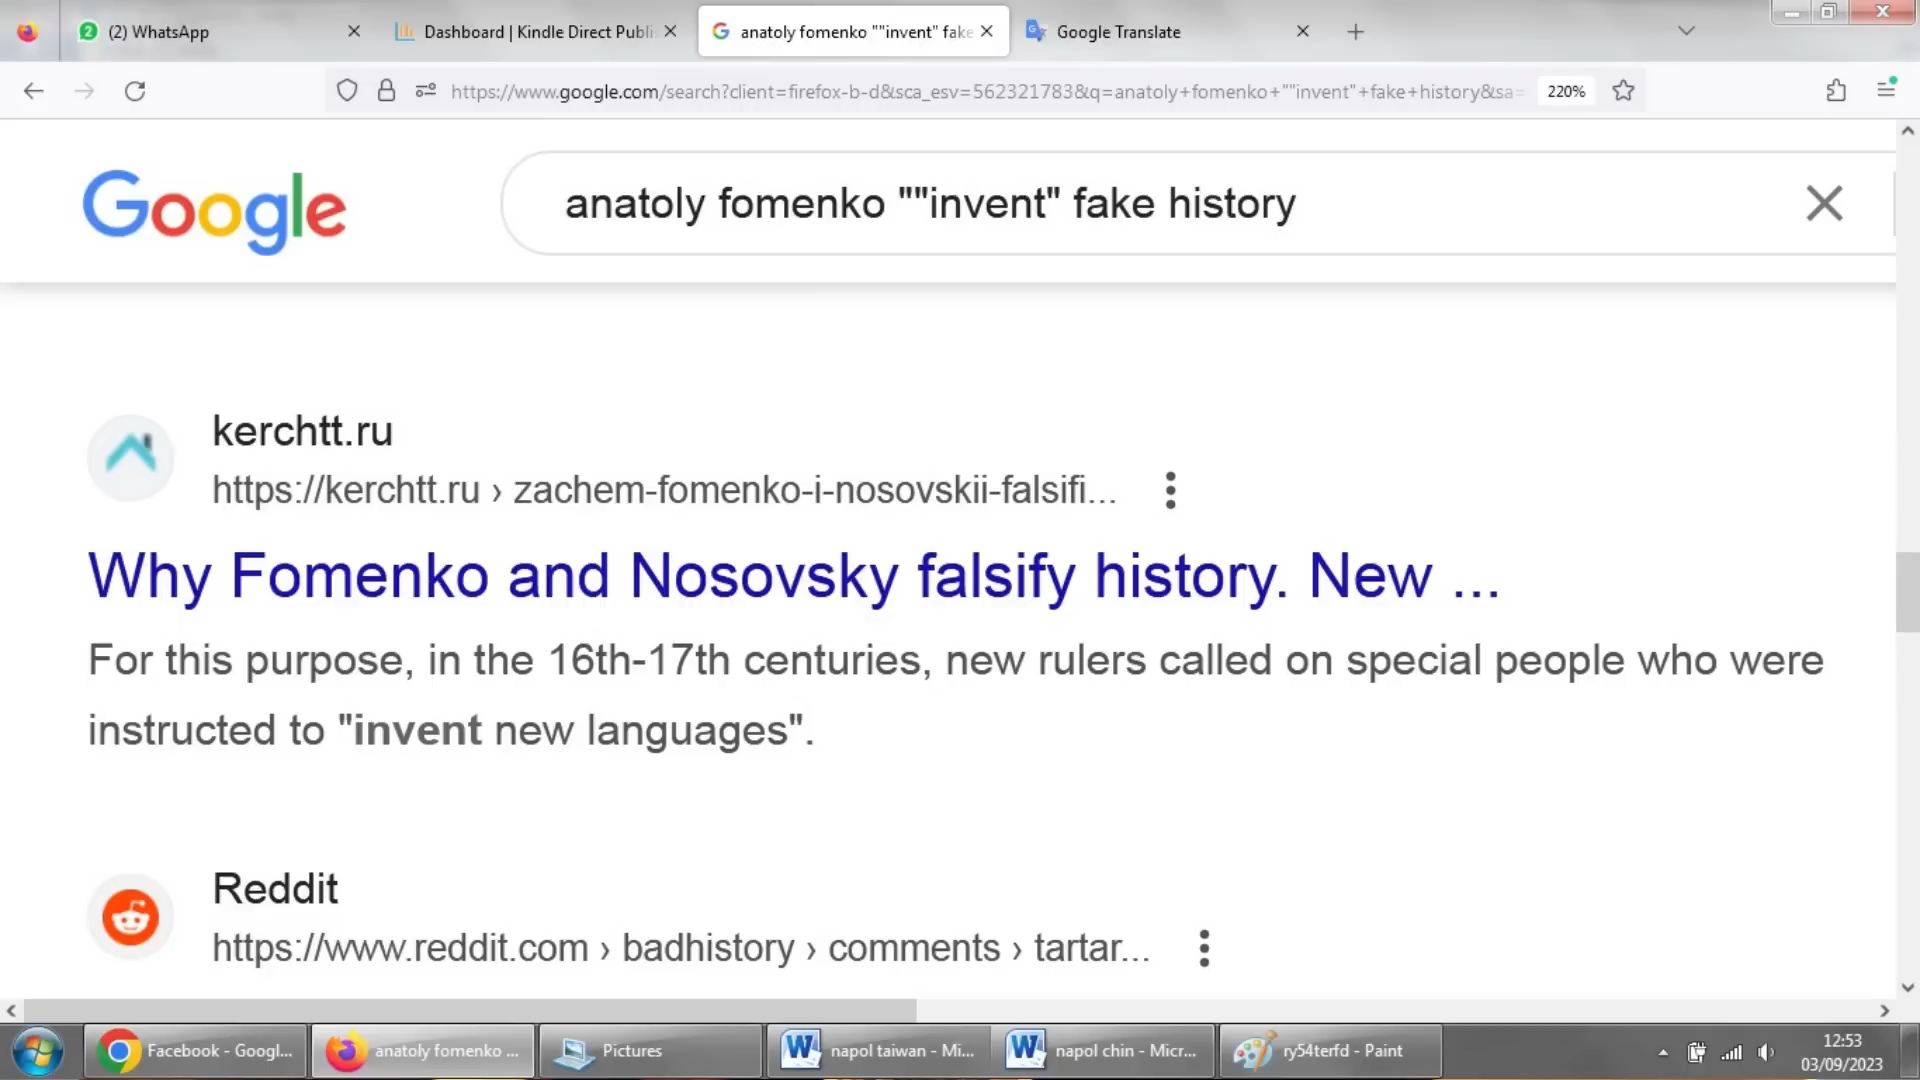 (2) WhatsApp
Dashboard | Kindle Direct Publi
anatoly fomenko ""invent" fake
Google Translate
https://www.google.com/search?client=firefox-b-d&sca_esv=562321783&q=anatoly+fomenko+""invent"+fake+history&sa=
220%
Google
anatoly fomenko ""invent" fake history
kerchtt.ru
https://kerchtt.ru › zachem-fomenko-i-nosovskii-falsifi...
Why Fomenko and Nosovsky falsify history. New ...
For this purpose, in the 16th-17th centuries, new rulers called on special people who were
instructed to "invent new languages".
Reddit
https://www.reddit.com › badhistory › comments › tartar...
Facebook - Googl...
anatoly fomenko ...
Pictures
napol taiwan - Mi...
napol chin - Micr...
ry54terfd - Paint
12:53
03/09/2023